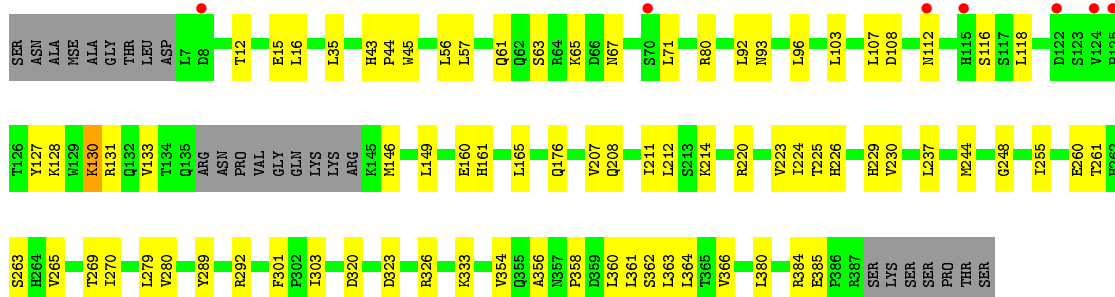 SER ASN ALA MSE ALA GLY THR LEU ASP L7 D8 T12 E15 L16 L35 H43 P44 W45 L56 L57 Q61 Q62 S63 R64 K65 D66 N67 S70 L71 R80 L92 N93 L96 L103 L107 D108 N112 H115 S116 S117 L118 D122 S123 V124
T126 Y127 K128 W129 K130 R131 Q132 V133 T134 Q135 ARG ASN PRO VAL GLY GLN LYS LYS ARG K145 M146 L149 E160 H161 L165 Q176 V207 Q208 I211 L212 S213 K214 R220 V223 I224 T225 H226 H229 V230 L237 M244 G248 I255 E260 T261
S263 H264 V265 T269 I270 L279 V280 Y289 R292 F301 P302 I303 D320 D323 R326 K333 V354 Q355 A356 N357 P358 D359 L360 L361 S362 L363 L364 T365 V366 L380 R384 E385 P386 R387 SER LYS SER SER PRO THR SER